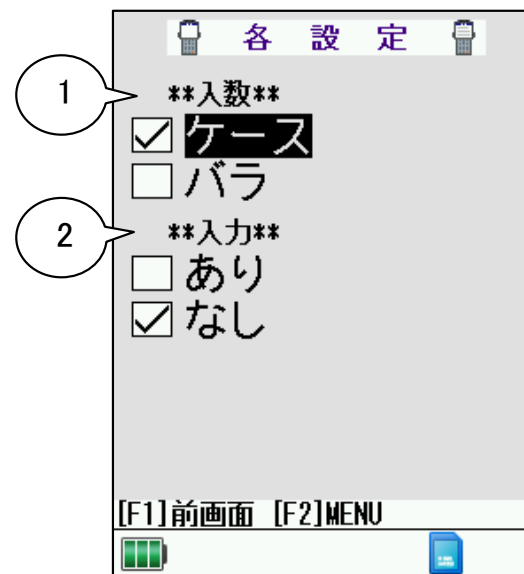 各 設 定
1
**入数**
ケース
バラ
2
**入力**
あり
なし
[F1]前画面 [F2]MENU